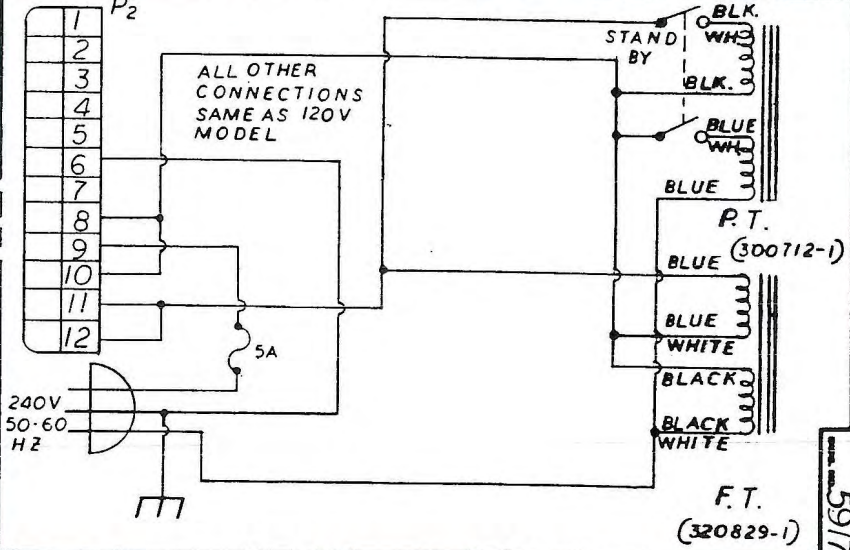 P2
1
2
3
4
5
6
7
8
9
10
11
12
ALL OTHER
CONNECTIONS
SAME AS 120V
MODEL
STAND
BY
BLK.
WH
BLK.
BLUE
WH
BLUE
P.T.
(300712-1)
BLUE
BLUE
WHITE
BLACK
BLACK
WHITE
F.T.
(320829-1)
5A
240V
50-60
HZ
5917